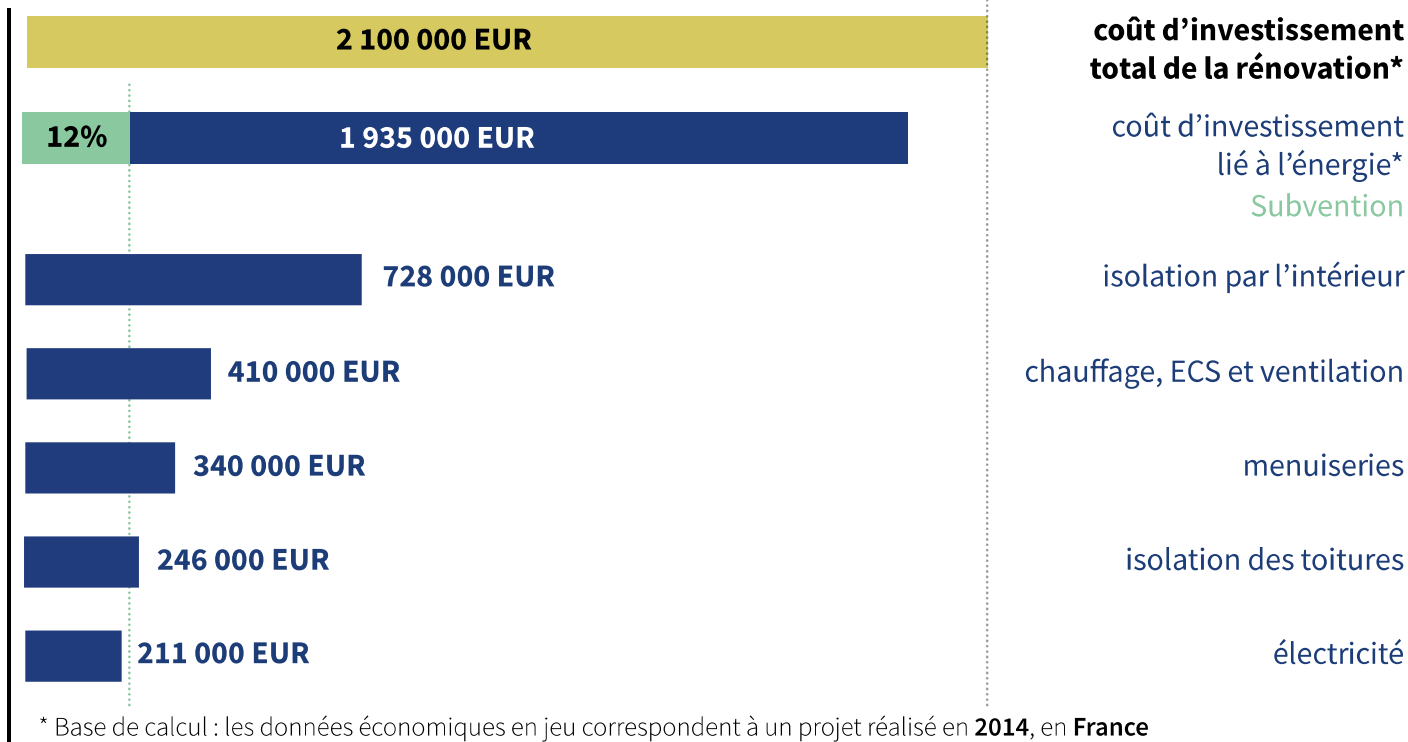 2 100 000 EUR
coût d’investissement
total de la rénovation*
12%
1 935 000 EUR
coût d’investissement
lié à l’énergie*
Subvention
728 000 EUR
isolation par l’intérieur
410 000 EUR
chauffage, ECS et ventilation
340 000 EUR
menuiseries
246 000 EUR
isolation des toitures
211 000 EUR
électricité
* Base de calcul : les données économiques en jeu correspondent à un projet réalisé en 2014, en France